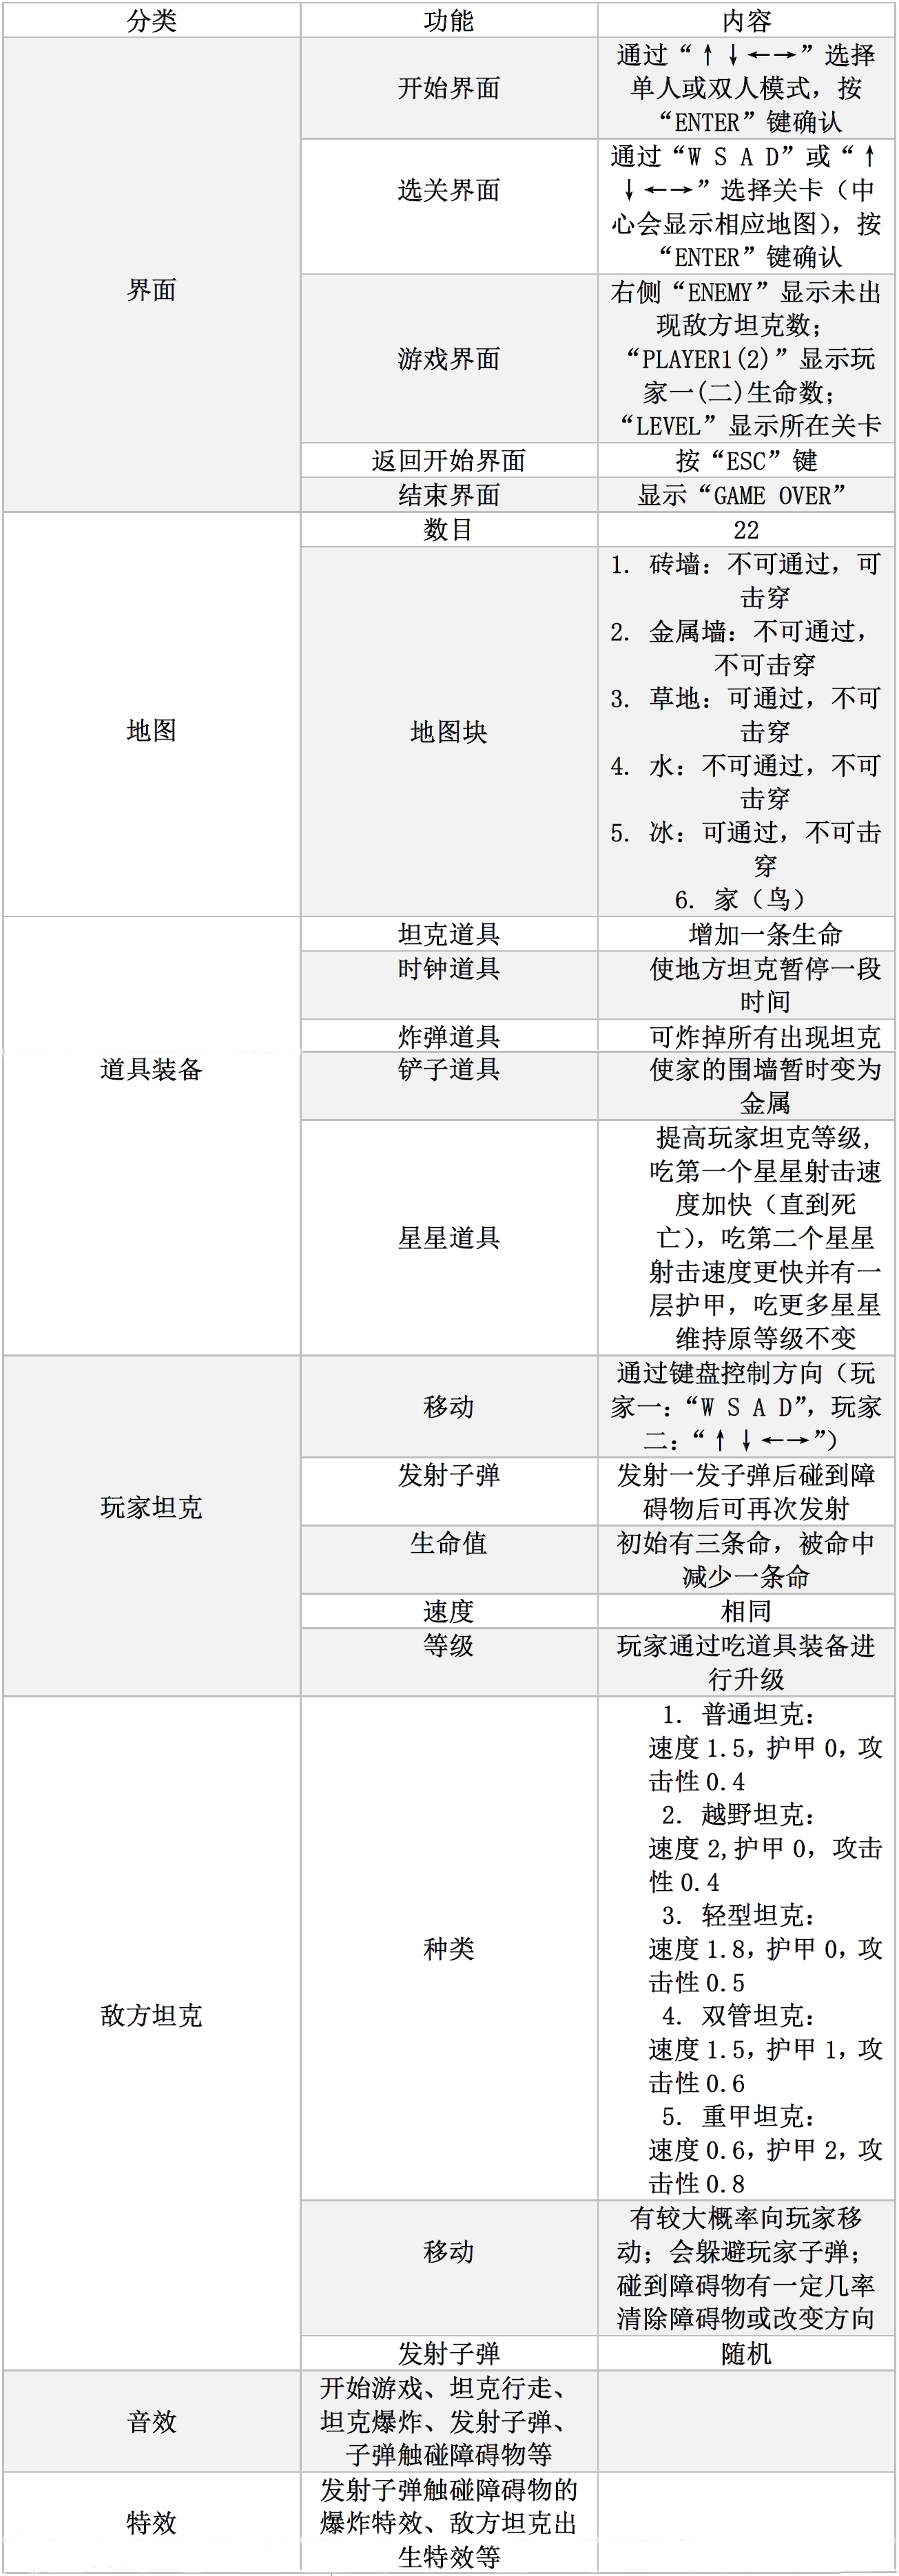 分类 功能 内容
界面
开始界面
通过“↑↓←→”选择
单人或双人模式，按
“ENTER”键确认
选关界面
通过“W S A D”或“↑
↓←→”选择关卡（中
心会显示相应地图），按
“ENTER”键确认
游戏界面
右侧“ENEMY”显示未出
现敌方坦克数；
“PLAYER1(2)”显示玩
家一(二)生命数；
“LEVEL”显示所在关卡
返回开始界面 按“ESC”键
结束界面 显示“GAME OVER”
地图
数目 22
地图块
1. 砖墙：不可通过，可
击穿
2. 金属墙：不可通过，
不可击穿
3. 草地：可通过，不可
击穿
4. 水：不可通过，不可
击穿
5. 冰：可通过，不可击
穿
6. 家（鸟）
道具装备
坦克道具 增加一条生命
时钟道具 使地方坦克暂停一段
时间
炸弹道具 可炸掉所有出现坦克
铲子道具 使家的围墙暂时变为
金属
星星道具
提高玩家坦克等级，
吃第一个星星射击速
度加快（直到死
亡），吃第二个星星
射击速度更快并有一
层护甲，吃更多星星
维持原等级不变
玩家坦克
移动
通过键盘控制方向（玩
家一：“W S A D”，玩家
二：“↑↓←→”）
发射子弹 发射一发子弹后碰到障
碍物后可再次发射
生命值 初始有三条命，被命中
减少一条命
速度 相同
等级 玩家通过吃道具装备进
行升级
敌方坦克
种类
1. 普通坦克：
速度 1.5，护甲 0，攻
击性 0.4
2. 越野坦克：
速度 2,护甲 0，攻击
性 0.4
3. 轻型坦克：
速度 1.8，护甲 0，攻
击性 0.5
4. 双管坦克：
速度 1.5，护甲 1，攻
击性 0.6
5. 重甲坦克：
速度 0.6，护甲 2，攻
击性 0.8
移动
有较大概率向玩家移
动；会躲避玩家子弹；
碰到障碍物有一定几率
清除障碍物或改变方向
发射子弹 随机
音效
开始游戏、坦克行走、
坦克爆炸、发射子弹、
子弹触碰障碍物等
特效
发射子弹触碰障碍物的
爆炸特效、敌方坦克出
生特效等